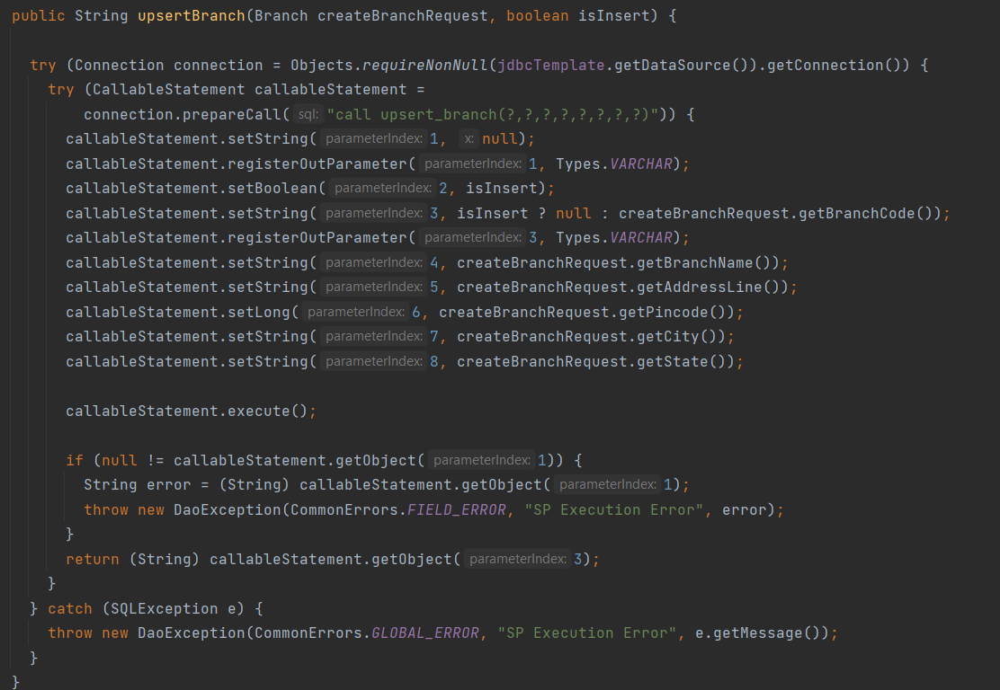 public String upsertBranch(Branch createBranchRequest, boolean isInsert) {
try (Connection connection = Objects.requireNonNull(jdbcTemplate.getDataSource()).getConnection()) {
try (CallableStatement callableStatement =
connection.prepareCall( sql: "call upsert_branch(?,?,?,?,?,?,?,?)")) {
callableStatement.setString( parameterIndex: 1, x: null);
callableStatement.registerOutParameter( parameterIndex: 1, Types.VARCHAR);
callableStatement.setBoolean( parameterIndex: 2, isInsert);
callableStatement.setString( parameterIndex: 3, isInsert ? null : createBranchRequest.getBranchCode());
callableStatement.registerOutParameter( parameterIndex: 3, Types.VARCHAR);
callableStatement.setString( parameterIndex: 4, createBranchRequest.getBranchName());
callableStatement.setString( parameterIndex: 5, createBranchRequest.getAddressLine());
callableStatement.setLong( parameterIndex: 6, createBranchRequest.getPincode());
callableStatement.setString( parameterIndex: 7, createBranchRequest.getCity());
callableStatement.setString( parameterIndex: 8, createBranchRequest.getState());
callableStatement.execute();
if (null != callableStatement.getObject( parameterIndex: 1)) {
String error = (String) callableStatement.getObject( parameterIndex: 1);
throw new DaoException(CommonErrors.FIELD_ERROR, "SP Execution Error", error);
}
return (String) callableStatement.getObject( parameterIndex: 3);
}
} catch (SQLException e) {
throw new DaoException(CommonErrors.GLOBAL_ERROR, "SP Execution Error", e.getMessage());
}
}